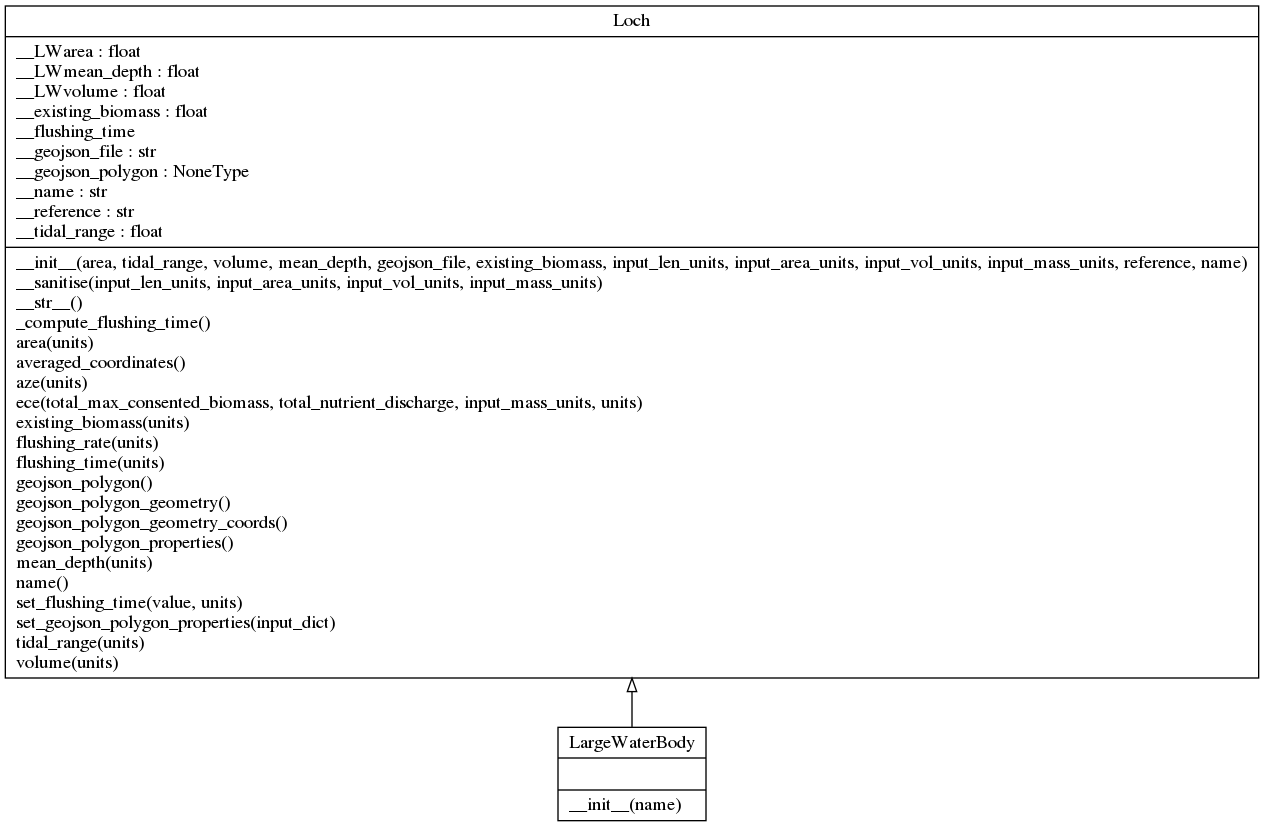 Loch
__LWarea : float
__LWmean_depth : float
__LWvolume : float
__existing_biomass : float
__flushing_time
__geojson_file : str
__geojson_polygon : NoneType
__name : str
__reference : str
__tidal_range : float
__init__(area, tidal_range, volume, mean_depth, geojson_file, existing_biomass, input_len_units, input_area_units, input_vol_units, input_mass_units, reference, name)
__sanitise(input_len_units, input_area_units, input_vol_units, input_mass_units)
__str__()
_compute_flushing_time()
area(units)
averaged_coordinates()
aze(units)
ece(total_max_consented_biomass, total_nutrient_discharge, input_mass_units, units)
existing_biomass(units)
flushing_rate(units)
flushing_time(units)
geojson_polygon()
geojson_polygon_geometry()
geojson_polygon_geometry_coords()
geojson_polygon_properties()
mean_depth(units)
name()
set_flushing_time(value, units)
set_geojson_polygon_properties(input_dict)
tidal_range(units)
volume(units)
LargeWaterBody
__init__(name)